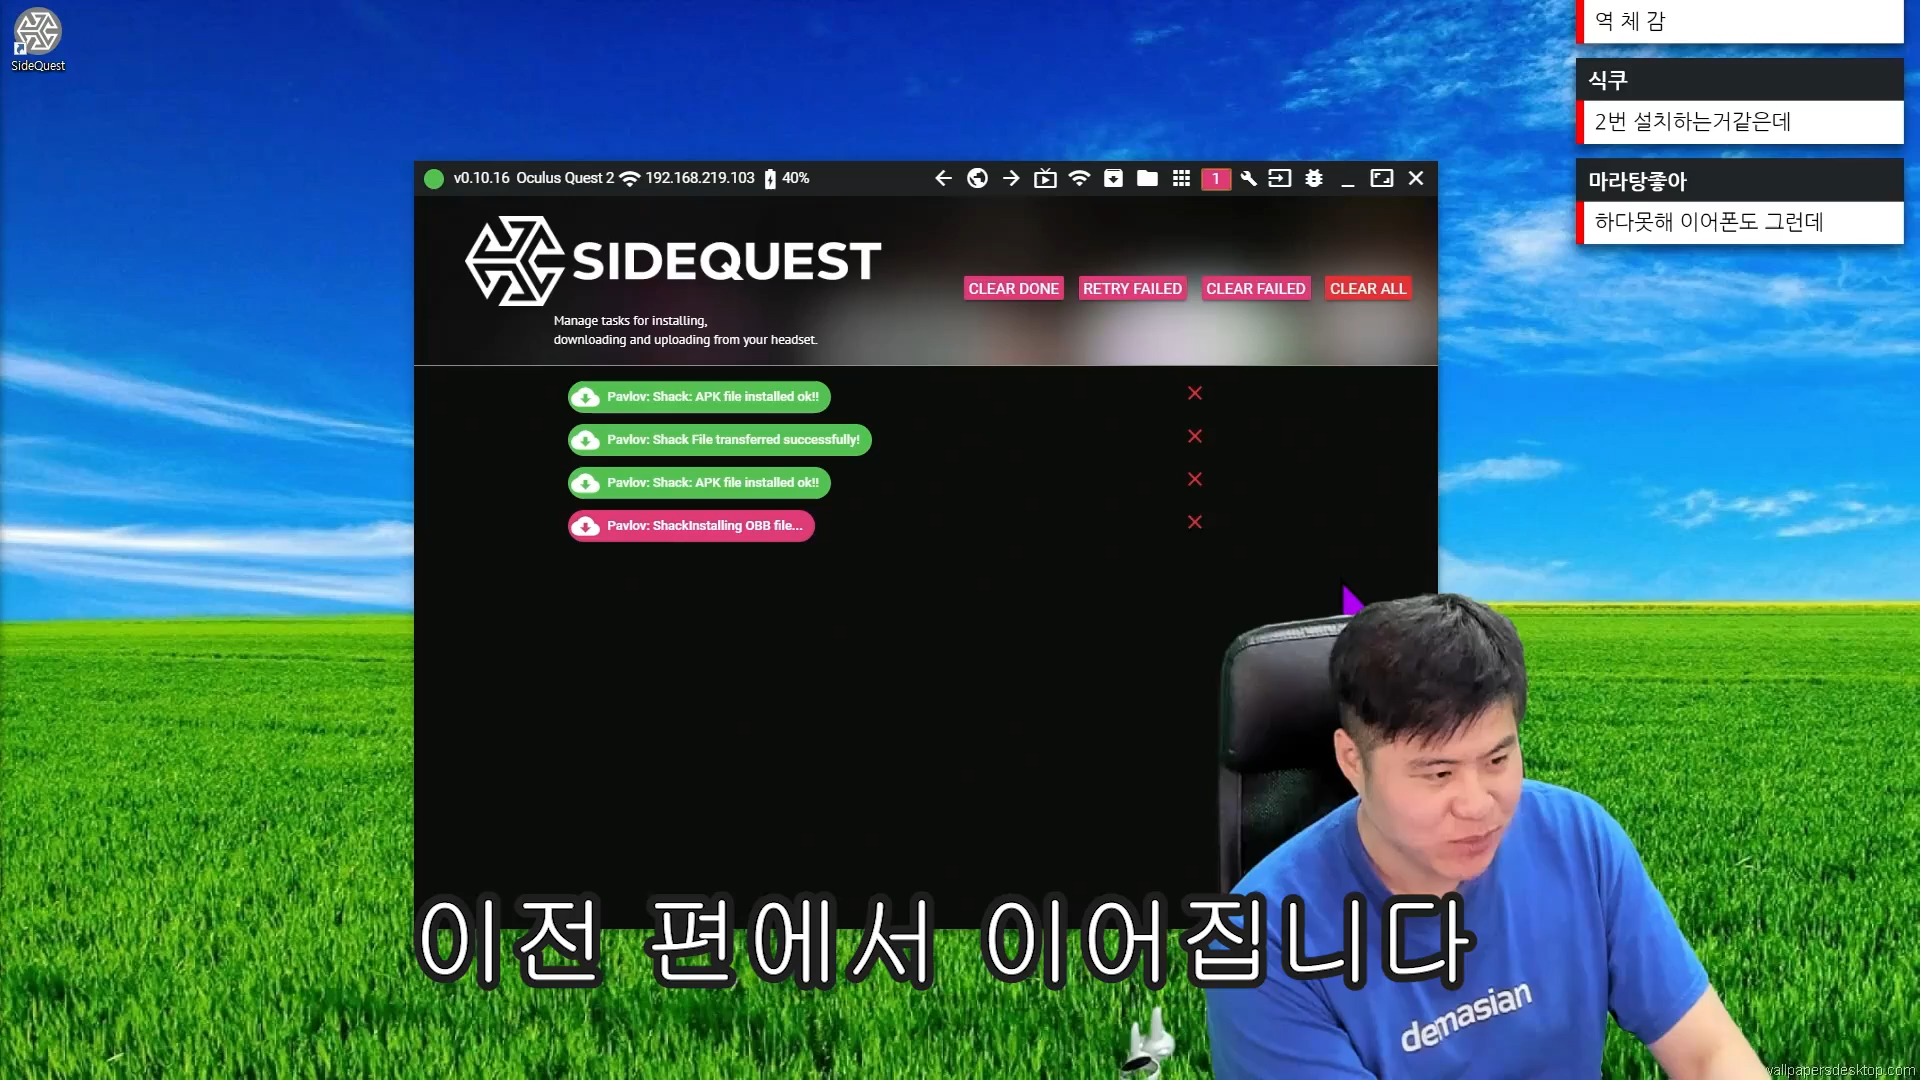 SideQuest
역 체 감
식쿠
2번 설치하는거같은데
마라탕좋아
하다못해 이어폰도 그런데
v0.10.16 Oculus Quest 2 192.168.219.103 40%
1
SIDEQUEST
Manage tasks for installing,
downloading and uploading from your headset.
CLEAR DONE
RETRY FAILED
CLEAR FAILED
CLEAR ALL
Pavlov: Shack: APK file installed ok!!
Pavlov: Shack File transferred successfully!
Pavlov: Shack: APK file installed ok!!
Pavlov: ShackInstalling OBB file...
이전 편에서 이어집니다
demasian
wallpapersdesktop.com